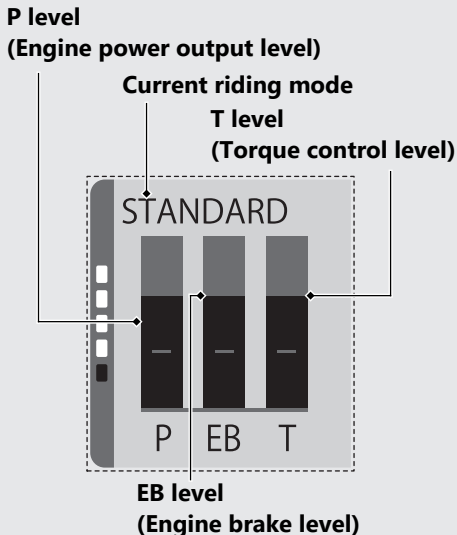 P level
(Engine power output level)
Current riding mode
T level
(Torque control level)
STANDARD
P EB T
EB level
(Engine brake level)